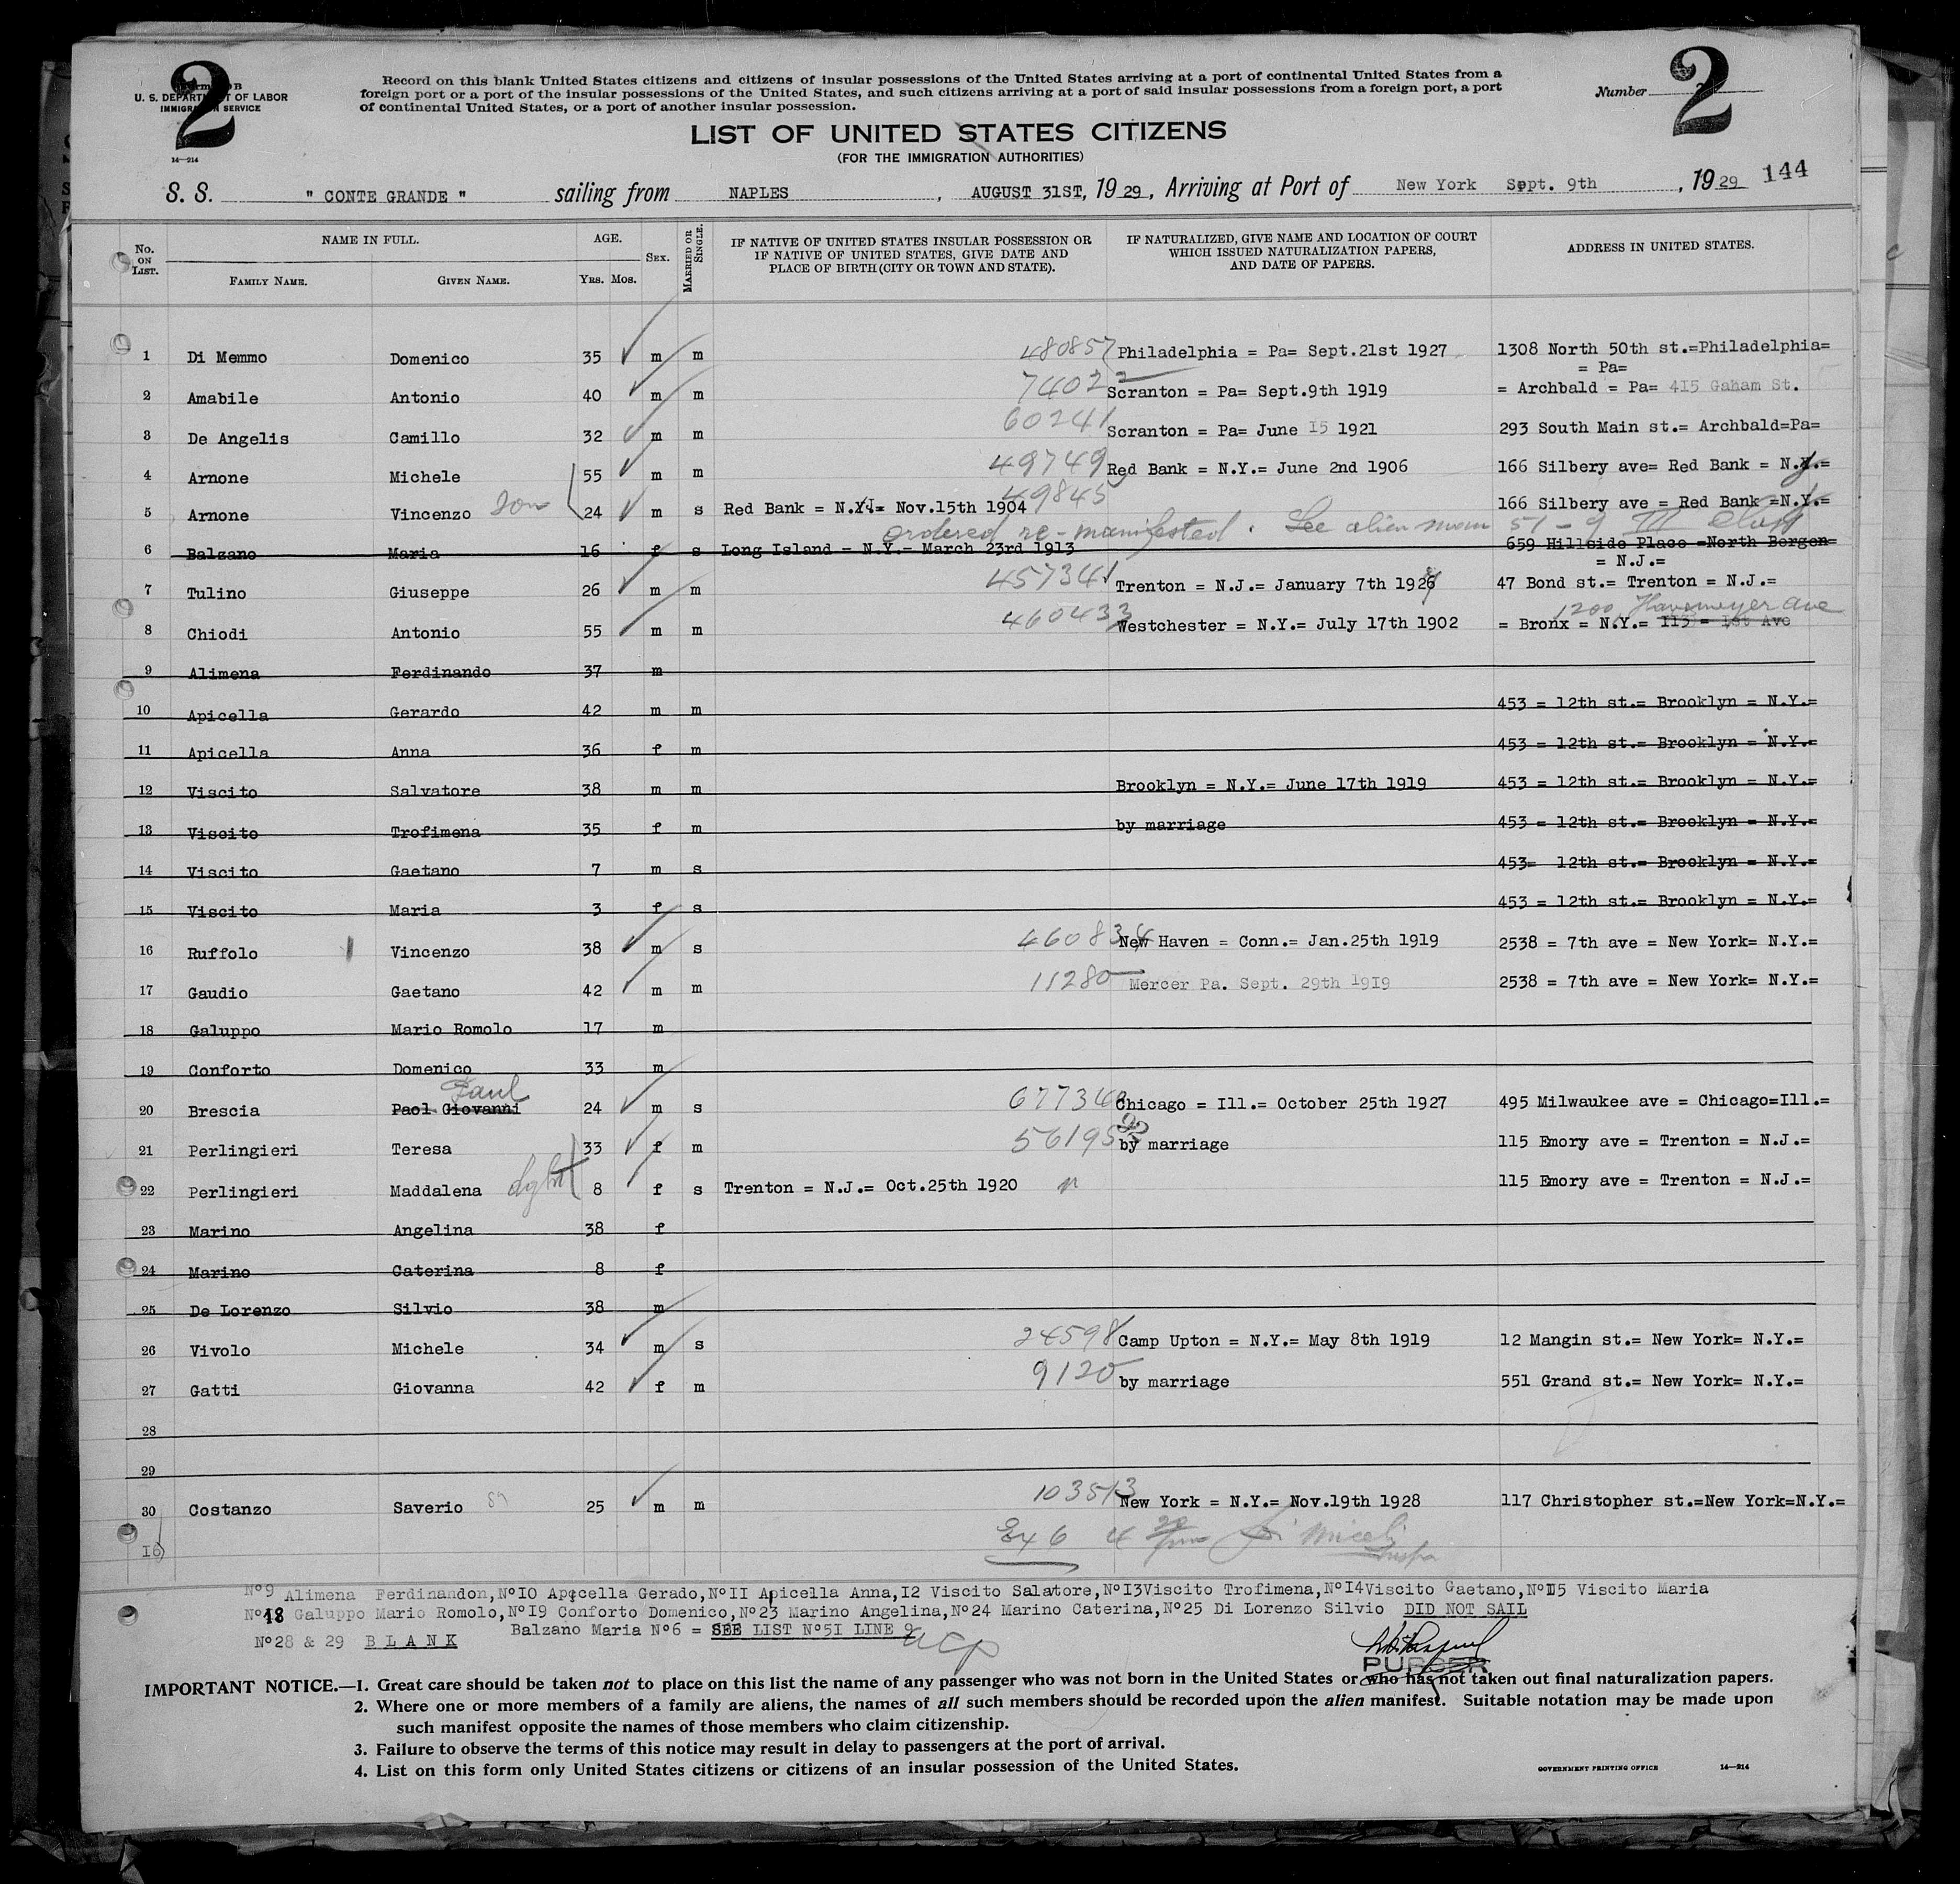 2
2
U. S. DEPARTMENT OF LABOR
IMMIGRATION SERVICE
14—214
Record on this blank United States citizens and citizens of insular possessions of the United States arriving at a port of continental United States from a
foreign port or a port of the insular possessions of the United States, and such citizens arriving at a port of said insular possessions from a foreign port, a port
of continental United States, or a port of another insular possession.
Number
LIST OF UNITED STATES CITIZENS
(FOR THE IMMIGRATION AUTHORITIES)
S. S. " CONTE GRANDE " sailing from NAPLES , AUGUST 31ST, 1929, Arriving at Port of New York Sept. 9th , 1929 144
No. ON LIST. NAME IN FULL. AGE. SEX. MARRIED OR SINGLE. IF NATIVE OF UNITED STATES INSULAR POSSESSION OR IF NATIVE OF UNITED STATES, GIVE DATE AND PLACE OF BIRTH (CITY OR TOWN AND STATE). IF NATURALIZED, GIVE NAME AND LOCATION OF COURT WHICH ISSUED NATURALIZATION PAPERS, AND DATE OF PAPERS. ADDRESS IN UNITED STATES.
FAMILY NAME. GIVEN NAME. YRS. MOS.
1 Di Memmo Domenico 35 m m 480857 Philadelphia = Pa= Sept.21st 1927 1308 North 50th st.=Philadelphia=
= Pa=
2 Amabile Antonio 40 m m 74022 Scranton = Pa= Sept.9th 1919 = Archbald = Pa= 415 Gaham St.
3 De Angelis Camillo 32 m m 60241 Scranton = Pa= June 15 1921 293 South Main st.= Archbald=Pa=
4 Arnone Michele 55 m m 49749 Red Bank = N.Y.= June 2nd 1906 166 Silbery ave= Red Bank = N.Y.=
5 Arnone Vincenzo son 24 m s Red Bank = N.J.= Nov.15th 1904 49845 166 Silbery ave = Red Bank =N.Y.=
ordered re-manifested. See alien 51-9 III class
6 Balzano Maria 16 f s Long Island - N.Y.- March 23rd 1913 659 Hillside Place =North Bergen=
= N.J.=
7 Tulino Giuseppe 26 m m 457341 Trenton = N.J.= January 7th 1926 47 Bond st.= Trenton = N.J.=
1200 Havemeyer ave
8 Chiodi Antonio 55 m m 460433 Westchester = N.Y.= July 17th 1902 = Bronx = N.Y.= 113 = 1st Ave
9 Alimena Ferdinando 37 m
10 Apicella Gerardo 42 m m 453 = 12th st.= Brooklyn = N.Y.=
11 Apicella Anna 36 f m 453 = 12th st.= Brooklyn = N.Y.=
12 Viscito Salvatore 38 m m Brooklyn = N.Y.= June 17th 1919 453 = 12th st.= Brooklyn = N.Y.=
13 Viscito Trofimena 35 f m by marriage 453 = 12th st.= Brooklyn = N.Y.=
14 Viscito Gaetano 7 m s 453= 12th st.= Brooklyn = N.Y.=
15 Viscito Maria 3 f s 453 = 12th st.= Brooklyn = N.Y.=
16 Ruffolo Vincenzo 38 m s 460834 New Haven = Conn.= Jan.25th 1919 2538 = 7th ave = New York= N.Y.=
17 Gaudio Gaetano 42 m m 11280 Mercer Pa. Sept. 29th 1919 2538 = 7th ave = New York= N.Y.=
18 Galuppo Mario Romolo 17 m
19 Conforto Domenico 33 m
Paul
20 Brescia Paol Giovanni 24 m s Chicago = Ill.= October 25th 1927 495 Milwaukee ave = Chicago=Ill.=
21 Perlingieri Teresa 33 f m by marriage 115 Emory ave = Trenton = N.J.=
22 Perlingieri Maddalena 8 f s Trenton = N.J.= Oct.25th 1920 115 Emory ave = Trenton = N.J.=
23 Marino Angelina 38 f
24 Marino Caterina 8 f
25 De Lorenzo Silvio 38 m
26 Vivolo Michele 34 m s 24598 Camp Upton = N.Y.= May 8th 1919 12 Mangin st.= New York= N.Y.=
27 Gatti Giovanna 42 f m 9120 by marriage 551 Grand st.= New York= N.Y.=
28
29
30 Costanzo Saverio 25 m m 103513 New York = N.Y.= Nov.19th 1928 117 Christopher st.=New York=N.Y.=
16
Nº9 Alimena Ferdinandon,Nº10 Apicella Gerado,Nº11 Apicella Anna,12 Viscito Salatore,Nº13Viscito Trofimena,Nº14Viscito Gaetano,Nº15 Viscito Maria
Nº18 Galuppo Mario Romolo,Nº19 Conforto Domenico,Nº23 Marino Angelina,Nº24 Marino Caterina,Nº25 Di Lorenzo Silvio DID NOT SAIL
Nº28 & 29 B L A N K Balzano Maria Nº6 = SEE LIST Nº51 LINE 9
PURSER
IMPORTANT NOTICE.—1. Great care should be taken not to place on this list the name of any passenger who was not born in the United States or who has not taken out final naturalization papers.
2. Where one or more members of a family are aliens, the names of all such members should be recorded upon the alien manifest. Suitable notation may be made upon
such manifest opposite the names of those members who claim citizenship.
3. Failure to observe the terms of this notice may result in delay to passengers at the port of arrival.
4. List on this form only United States citizens or citizens of an insular possession of the United States.
GOVERNMENT PRINTING OFFICE 14—214